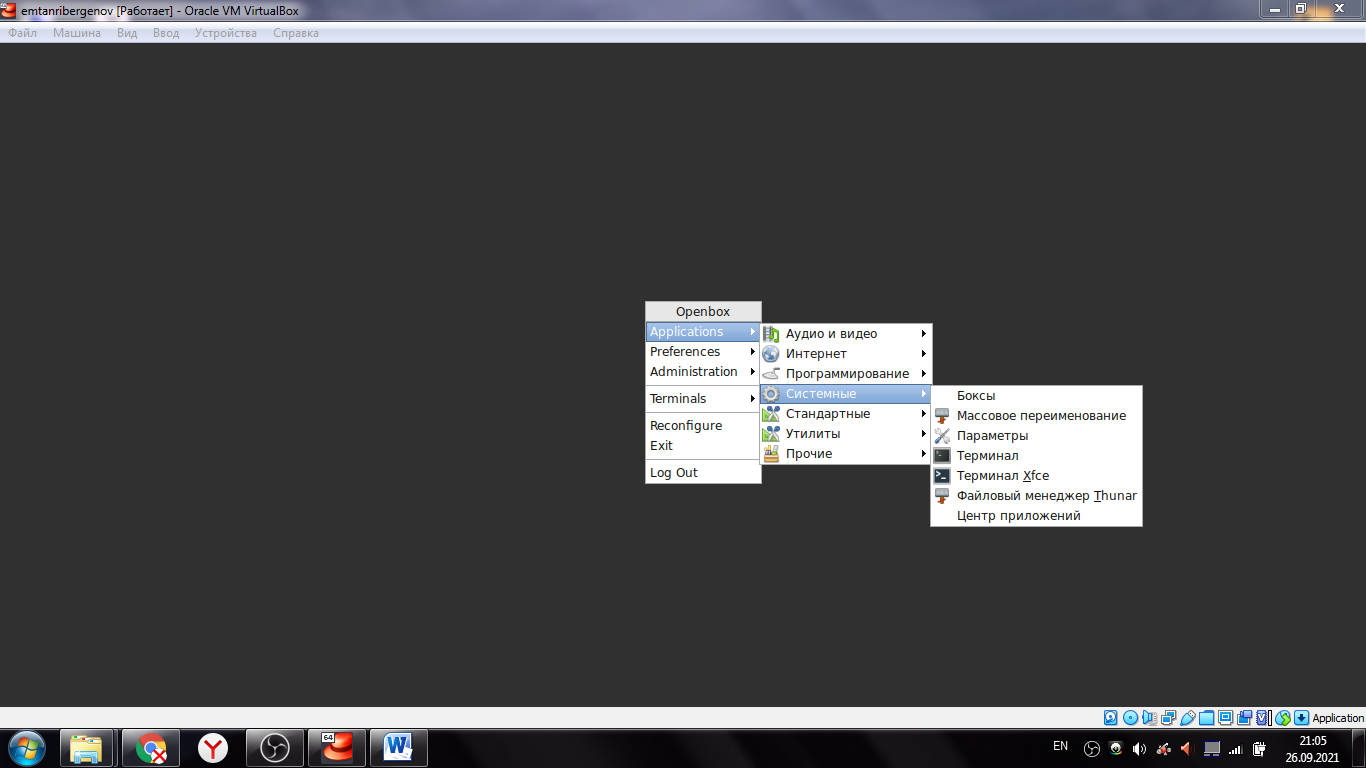 emtanribergenov [Работает] - Oracle VM VirtualBox
Файл Машина Вид Ввод Устройства Справка
Openbox
Applications
Preferences
Administration
Terminals
Reconfigure
Exit
Log Out
Аудио и видео
Интернет
Программирование
Системные
Стандартные
Утилиты
Прочие
Боксы
Массовое переименование
Параметры
Терминал
Терминал Xfce
Файловый менеджер Thunar
Центр приложений
Application
64
EN
21:05
26.09.2021